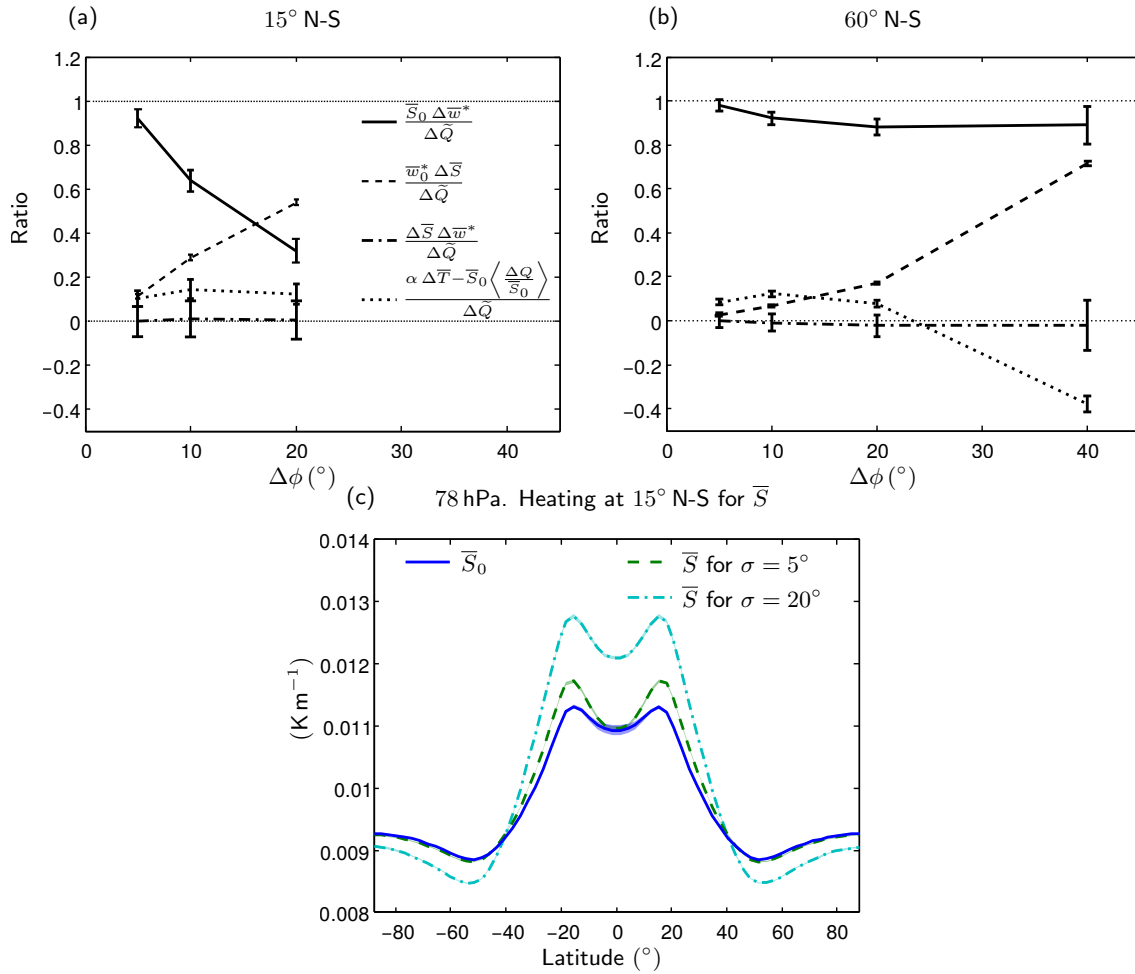 (a) 15° N-S
1.2
1
0.8
0.6
0.4
0.2
0
−0.2
−0.4
Ratio
0 10 20 30 40
Δϕ (°)
S̅₀ Δw̅* / ΔQ̃
w̅₀* ΔS̅ / ΔQ̃
ΔS̅ Δw̅* / ΔQ̃
α ΔT̅ − S̅₀ ⟨ΔQ / S̅₀⟩ / ΔQ̃
(b) 60° N-S
1.2
1
0.8
0.6
0.4
0.2
0
−0.2
−0.4
Ratio
0 10 20 30 40
Δϕ (°)
(c) 78 hPa. Heating at 15° N-S for S̅
0.014
0.013
0.012
0.011
0.01
0.009
0.008
(K m⁻¹)
S̅₀
S̅ for σ = 5°
S̅ for σ = 20°
−80 −60 −40 −20 0 20 40 60 80
Latitude (°)